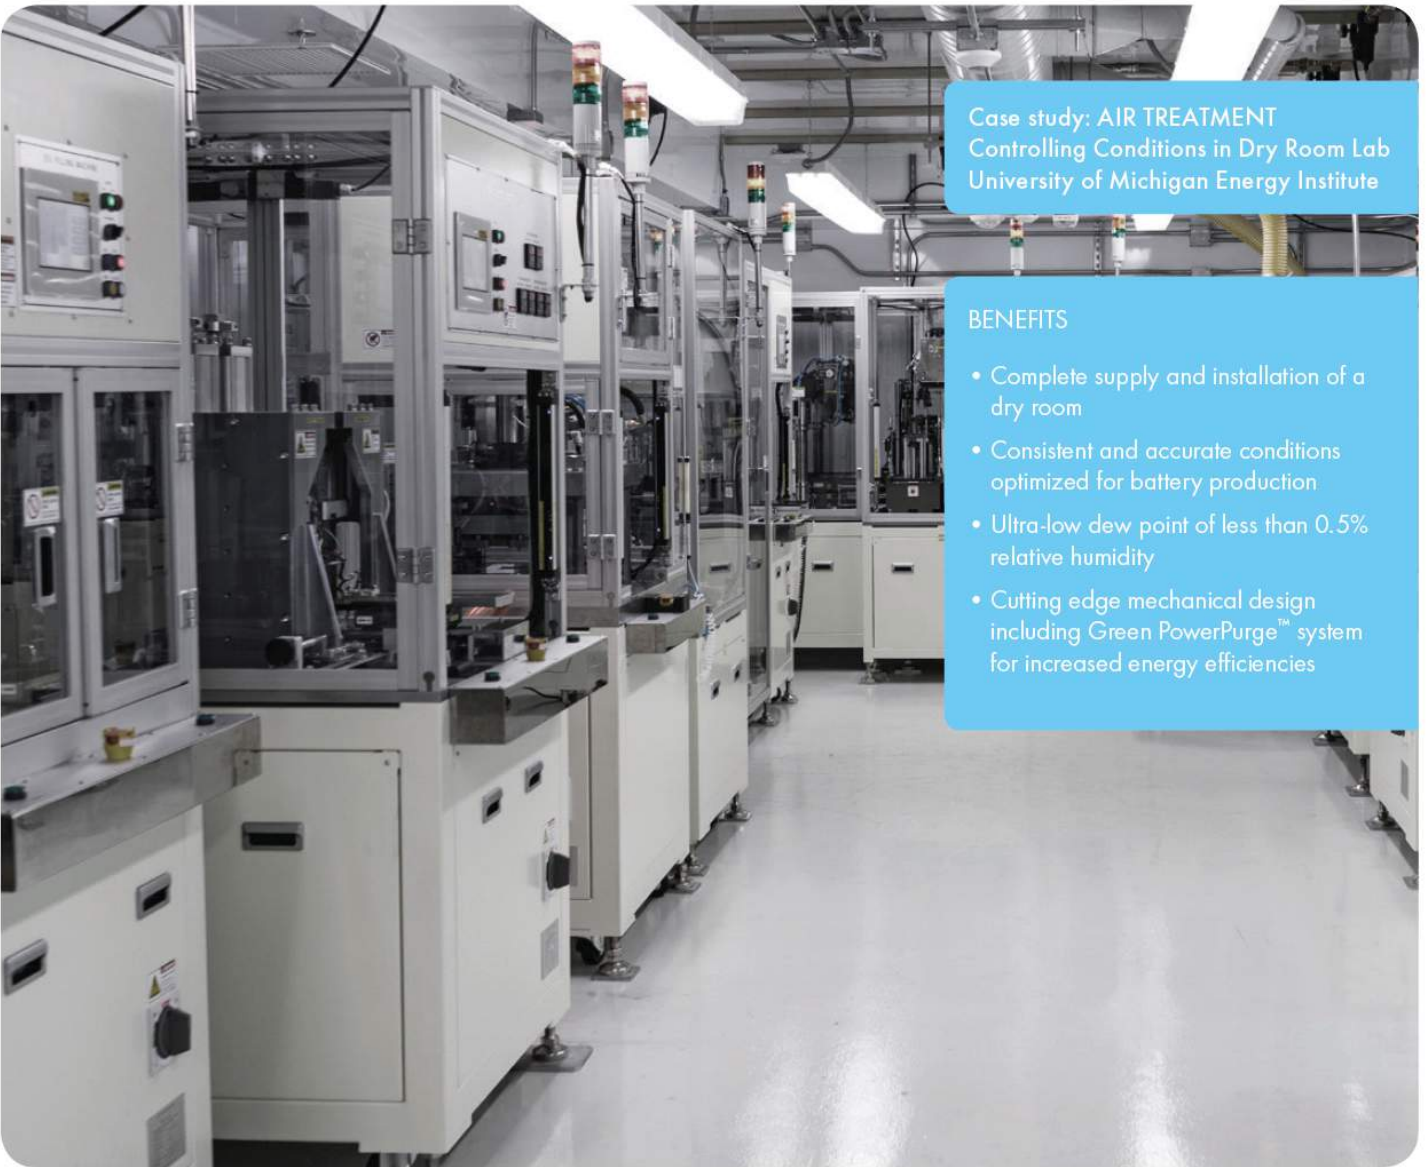 Case study: AIR TREATMENT
Controlling Conditions in Dry Room Lab
University of Michigan Energy Institute
BENEFITS
• Complete supply and installation of a
dry room
• Consistent and accurate conditions
optimized for battery production
• Ultra-low dew point of less than 0.5%
relative humidity
• Cutting edge mechanical design
including Green PowerPurge™ system
for increased energy efficiencies